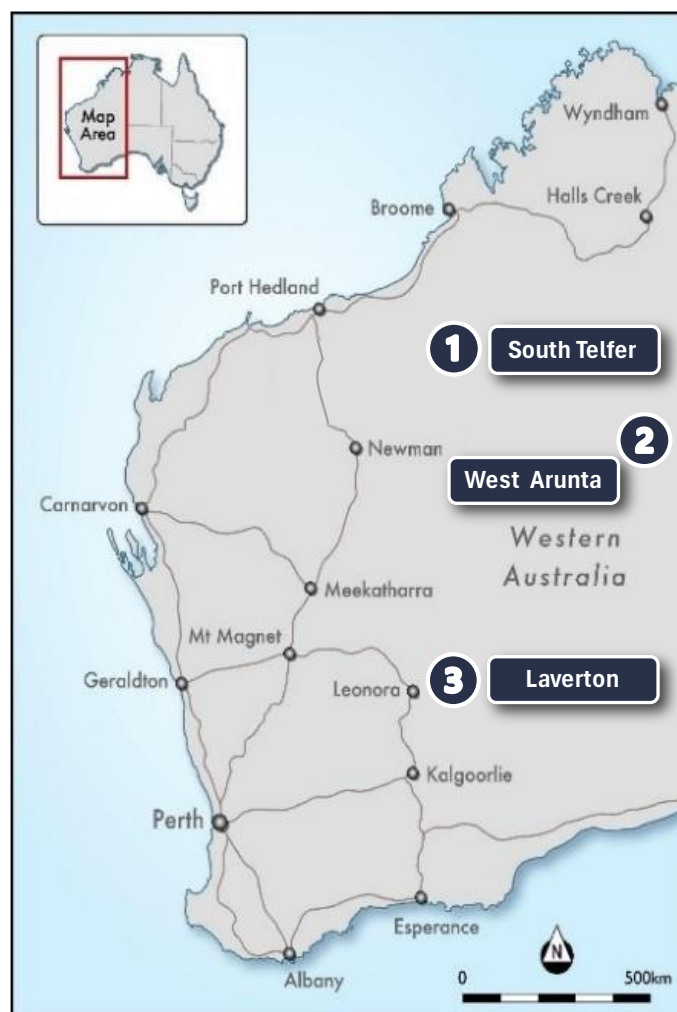 Map
Area
Wyndham
Broome
Halls Creek
Port Hedland
1
South Telfer
2
Newman
West Arunta
Carnarvon
Western
Australia
Meekatharra
Mt Magnet
Geraldton
Leonora
3
Laverton
Kalgoorlie
Perth
Esperance
N
Albany
0
500km